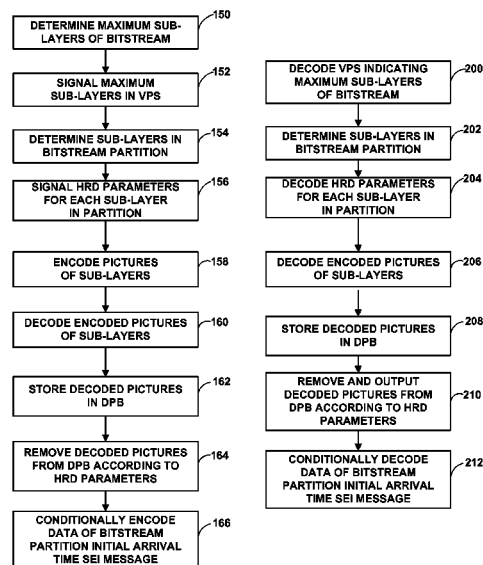 DETERMINE MAXIMUM SUB-
LAYERS OF BITSTREAM
150
SIGNAL MAXIMUM
SUB-LAYERS IN VPS
152
DETERMINE SUB-LAYERS IN
BITSTREAM PARTITION
154
SIGNAL HRD PARAMETERS
FOR EACH SUB-LAYER
IN PARTITION
156
ENCODE PICTURES
OF SUB-LAYERS
158
DECODE ENCODED PICTURES
OF SUB-LAYERS
160
STORE DECODED PICTURES
IN DPB
162
REMOVE DECODED PICTURES
FROM DPB ACCORDING TO
HRD PARAMETERS
164
CONDITIONALLY ENCODE
DATA OF BITSTREAM
PARTITION INITIAL ARRIVAL
TIME SEI MESSAGE
166
DECODE VPS INDICATING
MAXIMUM SUB-LAYERS
OF BITSTREAM
200
DETERMINE SUB-LAYERS IN
BITSTREAM PARTITION
202
DECODE HRD PARAMETERS
FOR EACH SUB-LAYER
IN PARTITION
204
DECODE ENCODED PICTURES
OF SUB-LAYERS
206
STORE DECODED PICTURES
IN DPB
208
REMOVE AND OUTPUT
DECODED PICTURES FROM
DPB ACCORDING TO HRD
PARAMETERS
210
CONDITIONALLY DECODE
DATA OF BITSTREAM
PARTITION INITIAL ARRIVAL
TIME SEI MESSAGE
212